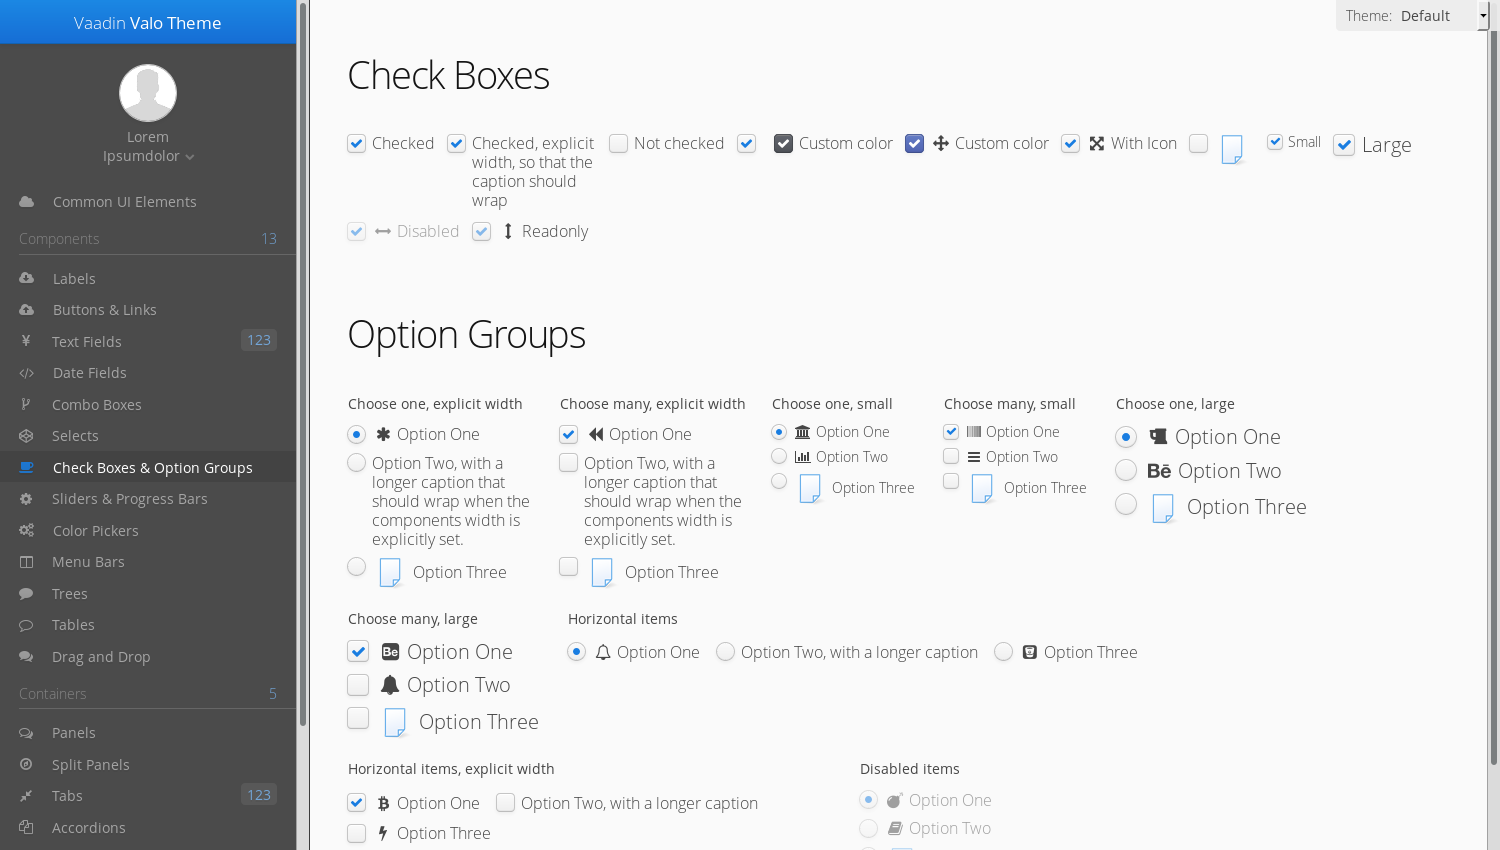 Vaadin Valo Theme
Lorem
Ipsumdolor
Common UI Elements
Components 13
Labels
Buttons & Links
Text Fields 123
Date Fields
Combo Boxes
Selects
Check Boxes & Option Groups
Sliders & Progress Bars
Color Pickers
Menu Bars
Trees
Tables
Drag and Drop
Containers 5
Panels
Split Panels
Tabs 123
Accordions
Theme: Default
Check Boxes
Checked
Checked, explicit
width, so that the
caption should
wrap
Not checked
Custom color
Custom color
With Icon
Small
Large
Disabled
Readonly
Option Groups
Choose one, explicit width
Option One
Option Two, with a
longer caption that
should wrap when the
components width is
explicitly set.
Option Three
Choose many, explicit width
Option One
Option Two, with a
longer caption that
should wrap when the
components width is
explicitly set.
Option Three
Choose one, small
Option One
Option Two
Option Three
Choose many, small
Option One
Option Two
Option Three
Choose one, large
Option One
Option Two
Option Three
Choose many, large
Option One
Option Two
Option Three
Horizontal items
Option One
Option Two, with a longer caption
Option Three
Horizontal items, explicit width
Option One
Option Two, with a longer caption
Option Three
Disabled items
Option One
Option Two